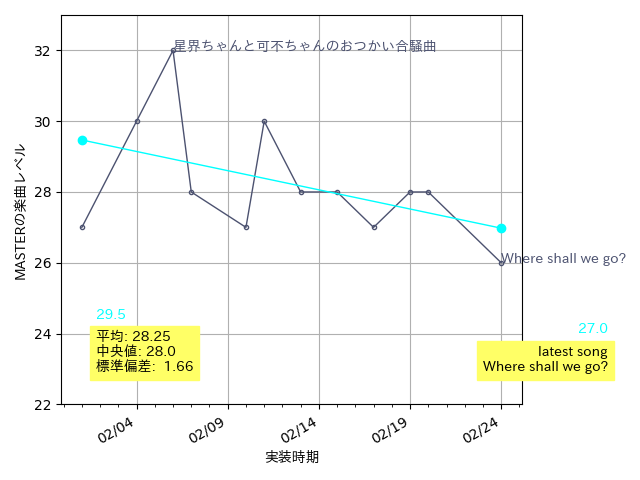 32
30
28
26
24
22
MASTERの楽曲レベル
星界ちゃんと可不ちゃんのおつかい合騒曲
Where shall we go?
29.5
平均: 28.25
中央値: 28.0
標準偏差: 1.66
27.0
latest song
Where shall we go?
02/04
02/09
02/14
02/19
02/24
実装時期